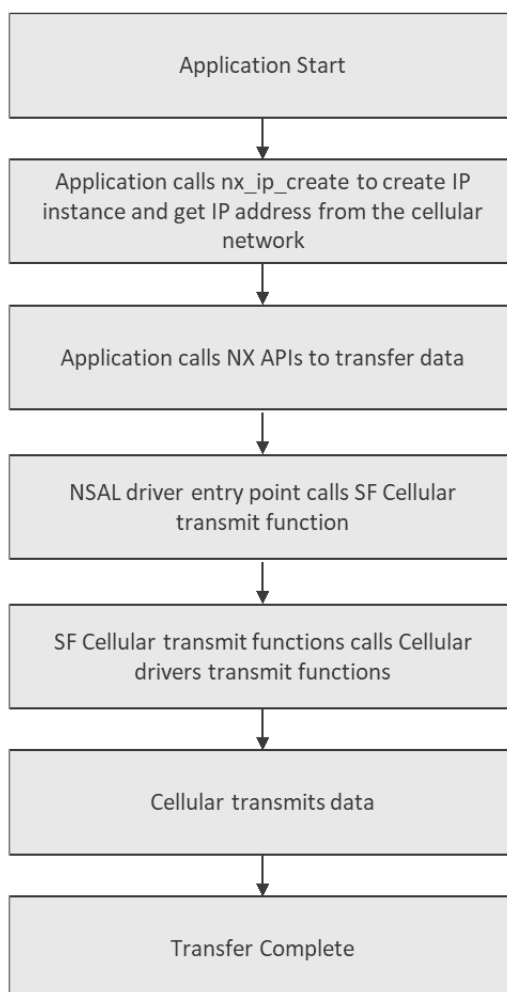 Application Start
Application calls nx_ip_create to create IP
instance and get IP address from the cellular
network
Application calls NX APIs to transfer data
NSAL driver entry point calls SF Cellular
transmit function
SF Cellular transmit functions calls Cellular
drivers transmit functions
Cellular transmits data
Transfer Complete